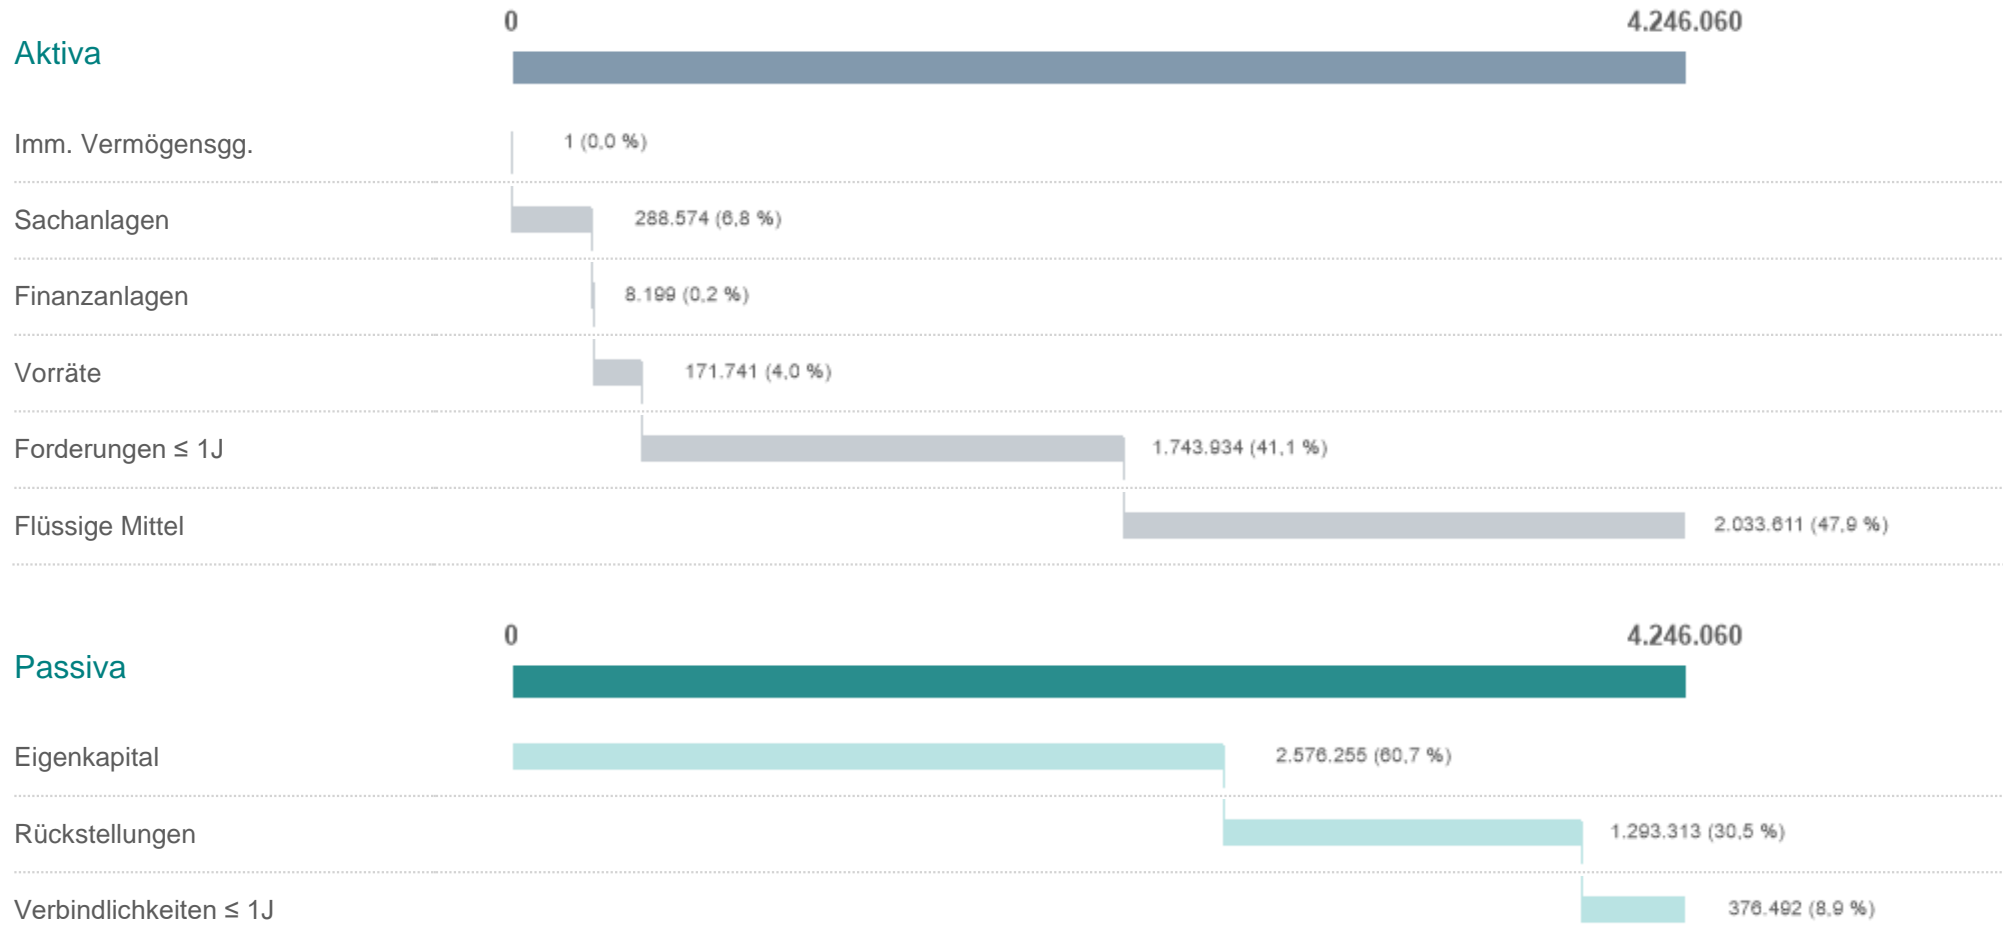 0 4.246.060
Aktiva
Imm. Vermögensgg. 1 (0,0 %)
Sachanlagen 288.574 (6,8 %)
Finanzanlagen 8.199 (0,2 %)
Vorräte 171.741 (4,0 %)
Forderungen ≤ 1J 1.743.934 (41,1 %)
Flüssige Mittel 2.033.611 (47,9 %)
0 4.246.060
Passiva
Eigenkapital 2.576.255 (60,7 %)
Rückstellungen 1.293.313 (30,5 %)
Verbindlichkeiten ≤ 1J 376.492 (8,9 %)